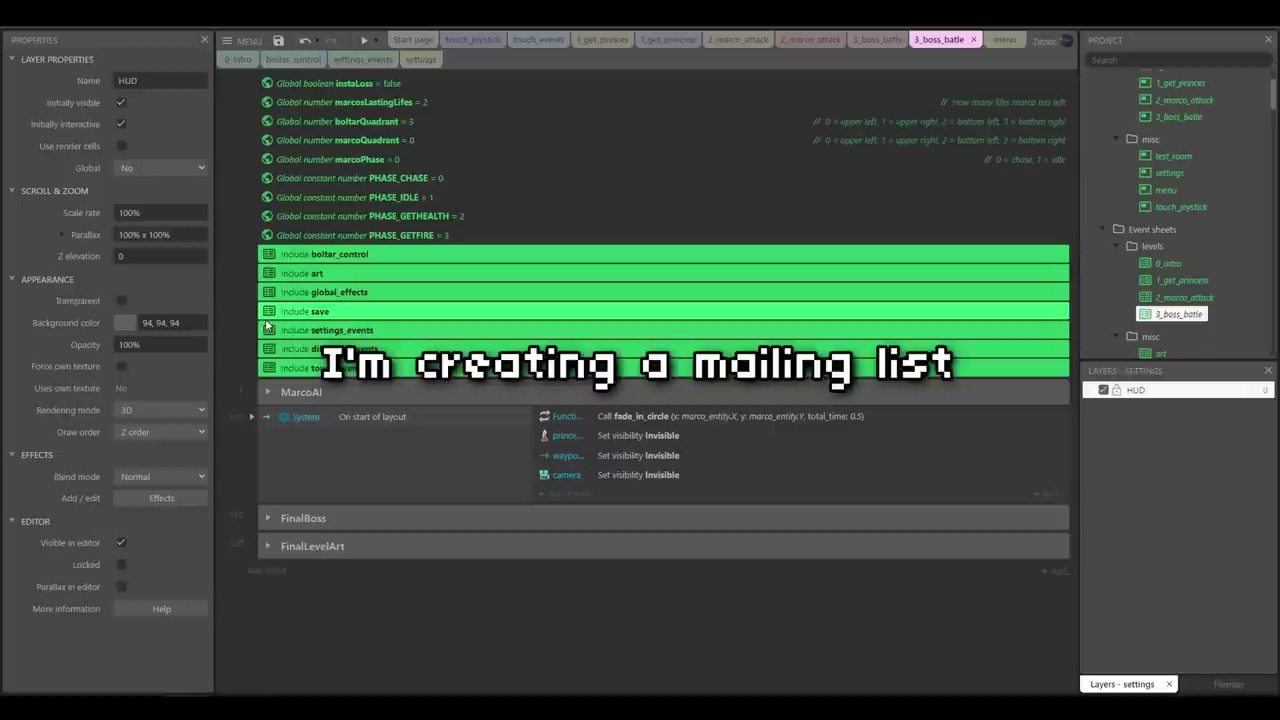 PROPERTIES
LAYER PROPERTIES
Name HUD
Initially visible
Initially interactive
Use render cells
Global No
SCROLL & ZOOM
Scale rate 100%
Parallax 100% x 100%
Z elevation 0
APPEARANCE
Transparent
Background color 94, 94, 94
Opacity 100%
Force own texture
Uses own texture No
Rendering mode 3D
Draw order Z order
EFFECTS
Blend mode Normal
Add / edit Effects
EDITOR
Visible in editor
Locked
Parallax in editor
More information Help
MENU
Start page touch_joystick touch_events 1_get_princes 1_get_princess 2_marco_attack 2_marco_attack 3_boss_batle 3_boss_batle menu
0_intro boltar_control settings_events settings
Global boolean instaLoss = false
Global number marcosLastingLifes = 2 // How many lifes marco has left
Global number boltarQuadrant = 3 // 0 = upper left, 1 = upper right, 2 = bottom left, 3 = bottom right
Global number marcoQuadrant = 0 // 0 = upper left, 1 = upper right, 2 = bottom left, 3 = bottom right
Global number marcoPhase = 0 // 0 = chase, 1 = idle
Global constant number PHASE_CHASE = 0
Global constant number PHASE_IDLE = 1
Global constant number PHASE_GETHEALTH = 2
Global constant number PHASE_GETFIRE = 3
Include boltar_control
Include art
Include global_effects
Include save
Include settings_events
I'm creating a mailing list
MarcoAI
System On start of layout
Functi... Call fade_in_circle (x: marco_entity.X, y: marco_entity.Y, total_time: 0.5)
prince... Set visibility Invisible
waypo... Set visibility Invisible
camera Set visibility Invisible
FinalBoss
FinalLevelArt
PROJECT
Search
1_get_princes
2_marco_attack
3_boss_batle
misc
test_room
settings
menu
touch_joystick
Event sheets
levels
0_intro
1_get_princess
2_marco_attack
3_boss_batle
misc
art
LAYERS - SETTINGS
HUD 0
Layers - settings
Tilemap